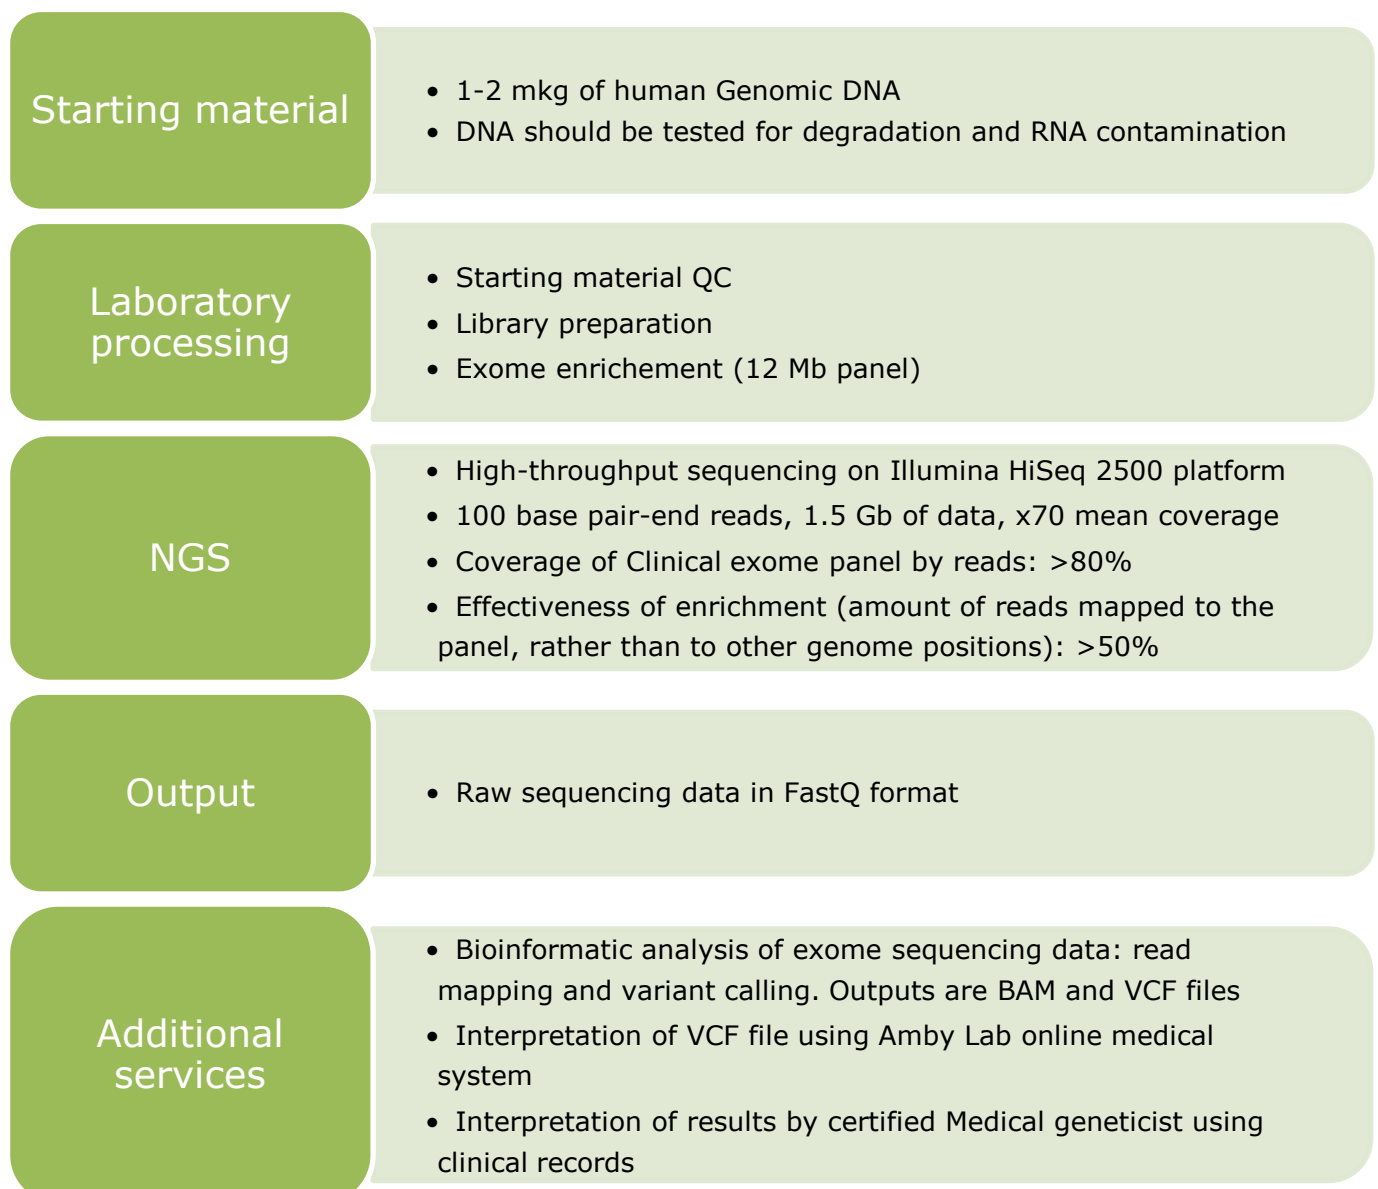 Starting material
• 1-2 mkg of human Genomic DNA
• DNA should be tested for degradation and RNA contamination
Laboratory
processing
• Starting material QC
• Library preparation
• Exome enrichement (12 Mb panel)
NGS
• High-throughput sequencing on Illumina HiSeq 2500 platform
• 100 base pair-end reads, 1.5 Gb of data, x70 mean coverage
• Coverage of Clinical exome panel by reads: >80%
• Effectiveness of enrichment (amount of reads mapped to the
panel, rather than to other genome positions): >50%
Output
• Raw sequencing data in FastQ format
Additional
services
• Bioinformatic analysis of exome sequencing data: read
mapping and variant calling. Outputs are BAM and VCF files
• Interpretation of VCF file using Amby Lab online medical
system
• Interpretation of results by certified Medical geneticist using
clinical records